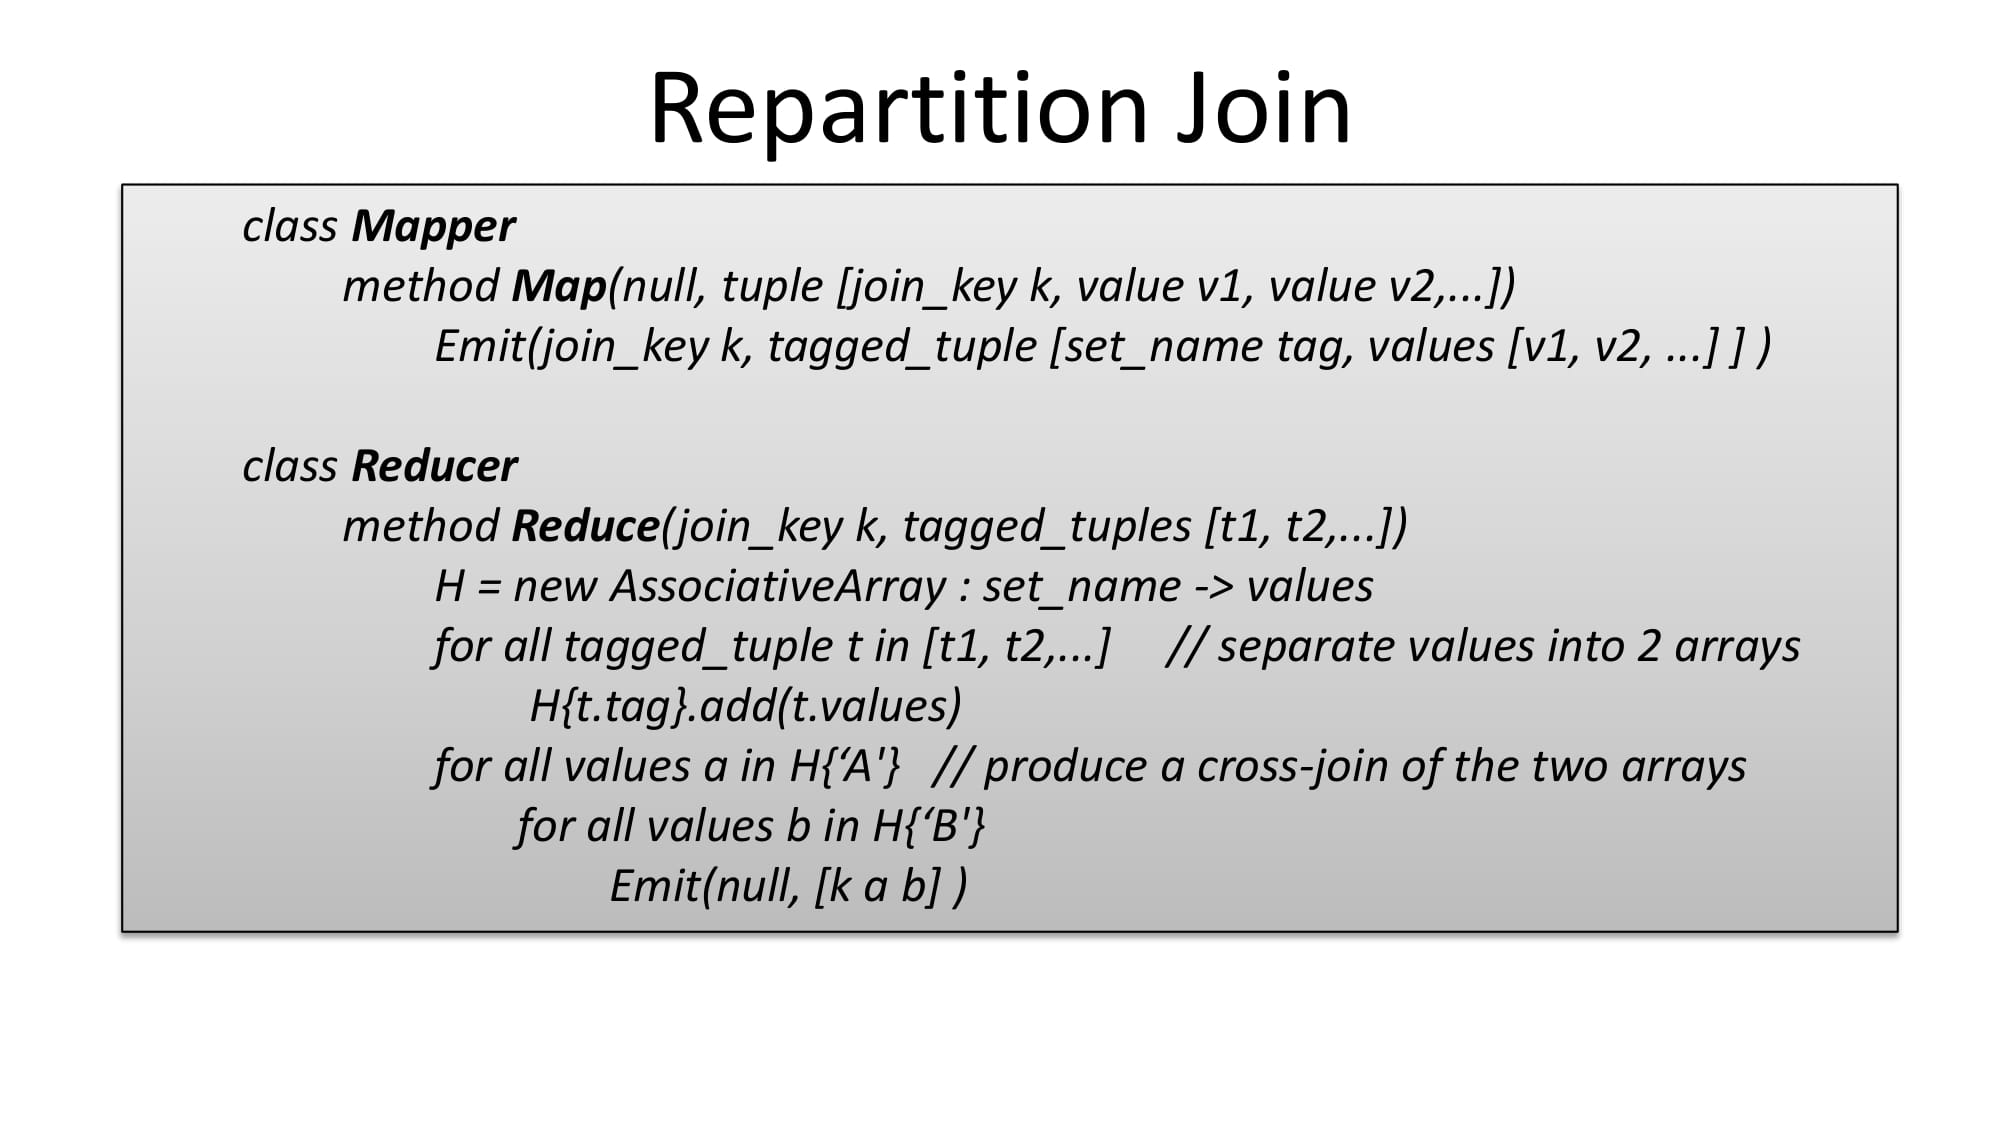 Repartition Join
class Mapper
method Map(null, tuple [join_key k, value v1, value v2,...])
Emit(join_key k, tagged_tuple [set_name tag, values [v1, v2, ...] ] )
class Reducer
method Reduce(join_key k, tagged_tuples [t1, t2,...])
H = new AssociativeArray : set_name -> values
for all tagged_tuple t in [t1, t2,...] // separate values into 2 arrays
H{t.tag}.add(t.values)
for all values a in H{‘A'} // produce a cross-join of the two arrays
for all values b in H{‘B'}
Emit(null, [k a b] )